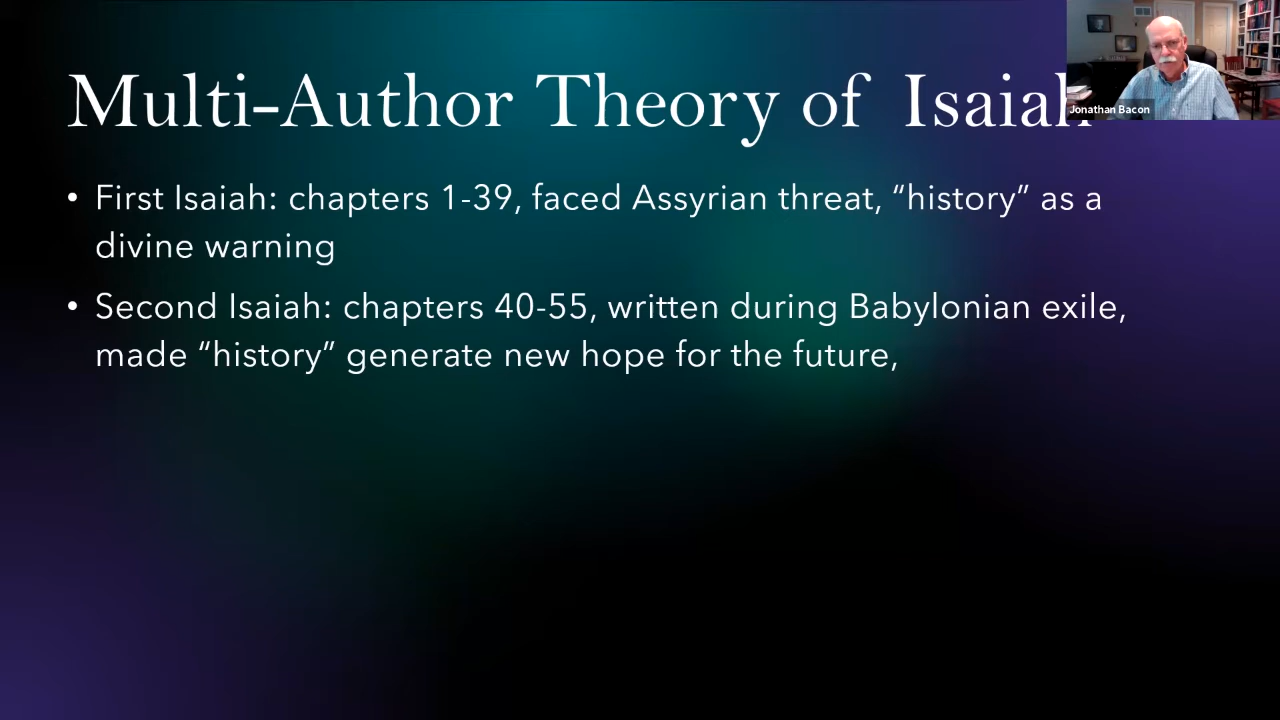 Multi-Author Theory of Isaiah
Jonathan Bacon
• First Isaiah: chapters 1-39, faced Assyrian threat, “history” as a
divine warning
• Second Isaiah: chapters 40-55, written during Babylonian exile,
made “history” generate new hope for the future,